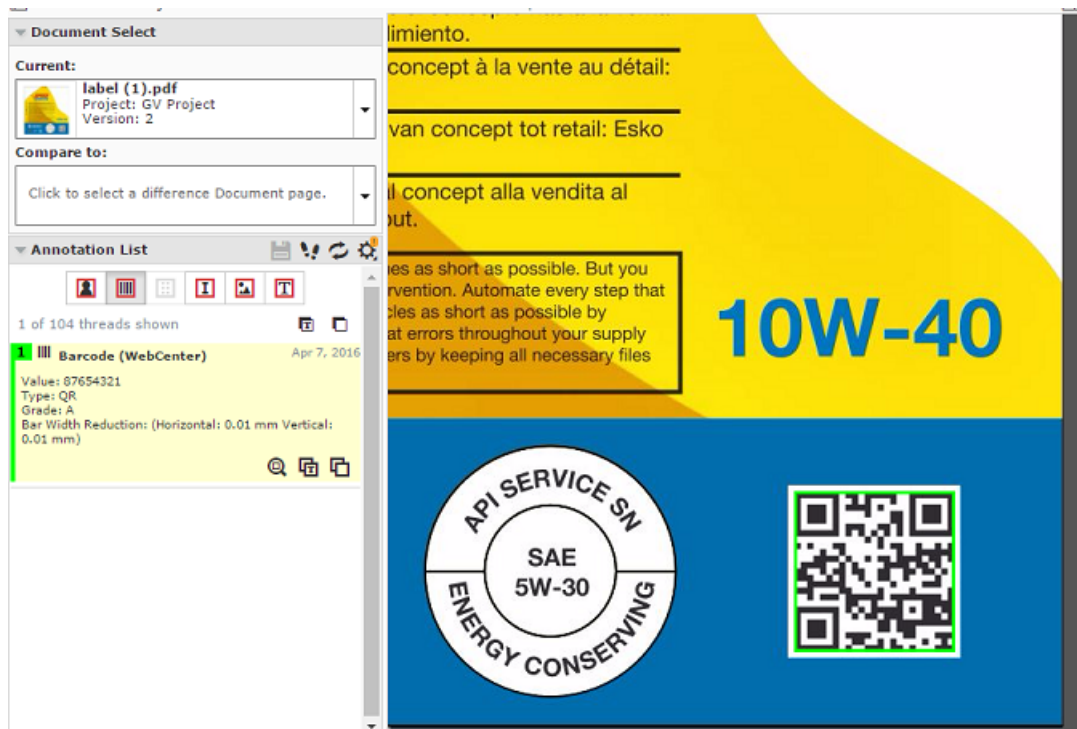 Document Select
Current:
label (1).pdf
Project: GV Project
Version: 2
Compare to:
Click to select a difference Document page.
Annotation List
1 of 104 threads shown
1 Barcode (WebCenter) Apr 7, 2016
Value: 87654321
Type: QR
Grade: A
Bar Width Reduction: (Horizontal: 0.01 mm Vertical:
0.01 mm)
limiento.
concept à la vente au détail:
van concept tot retail: Esko
al concept alla vendita al
out.
es as short as possible. But you
rvention. Automate every step that
cles as short as possible by
at errors throughout your supply
ers by keeping all necessary files
10W-40
API SERVICE SN
SAE
5W-30
ENERGY CONSERVING